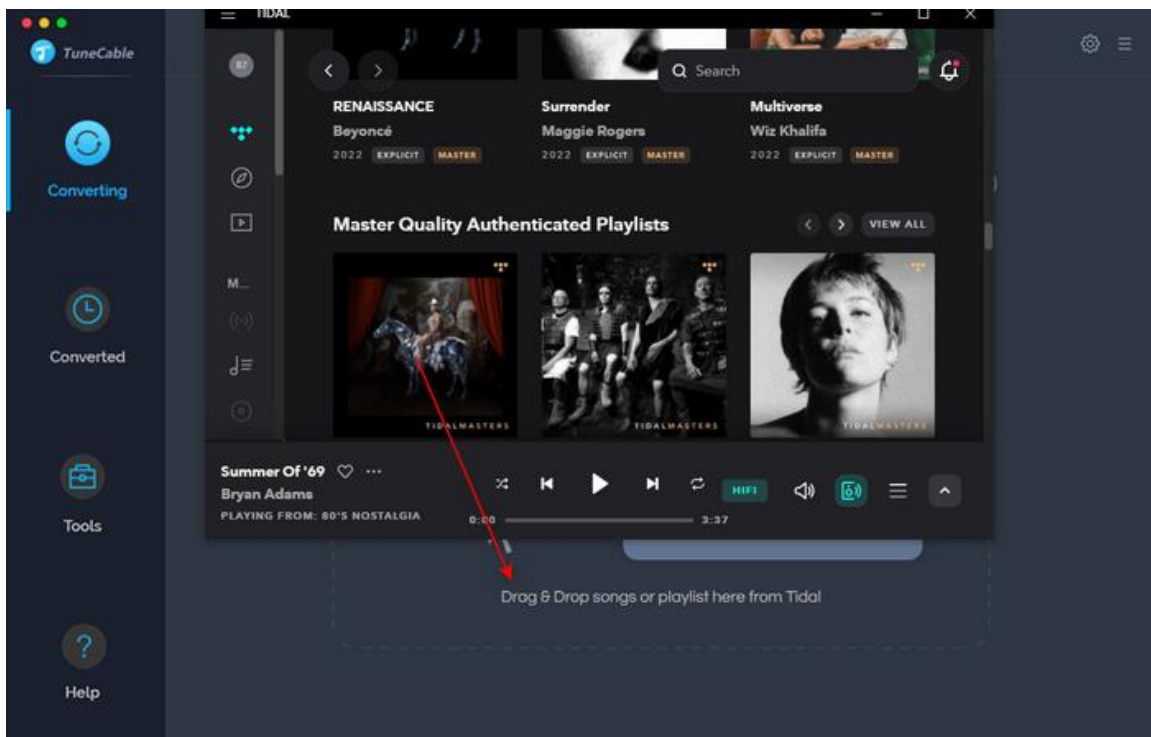 TuneCable
Converting
Converted
Tools
Help
TIDAL
Search
RENAISSANCE
Beyoncé
2022 EXPLICIT MASTER
Surrender
Maggie Rogers
2022 EXPLICIT MASTER
Multiverse
Wiz Khalifa
2022 EXPLICIT MASTER
Master Quality Authenticated Playlists
VIEW ALL
M...
TIDALMASTERS
TIDALMASTERS
TIDALMASTERS
Summer Of '69
Bryan Adams
PLAYING FROM: 80'S NOSTALGIA
0:00
3:37
HIFI
Drag & Drop songs or playlist here from Tidal